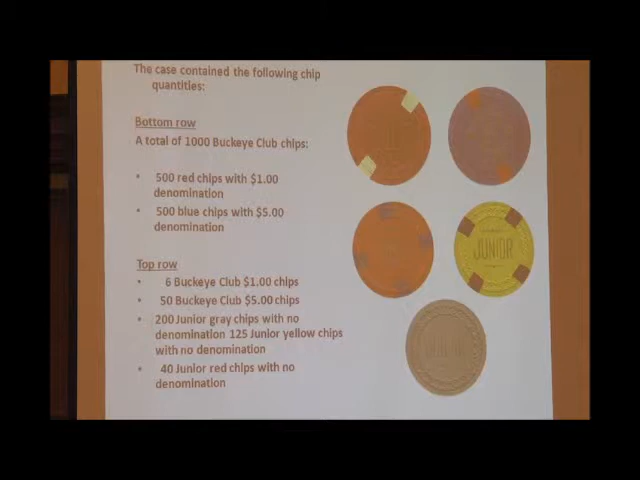 The case contained the following chip
quantities:
Bottom row
A total of 1000 Buckeye Club chips:
• 500 red chips with $1.00
denomination
• 500 blue chips with $5.00
denomination
Top row
• 6 Buckeye Club $1.00 chips
• 50 Buckeye Club $5.00 chips
• 200 Junior gray chips with no
denomination 125 Junior yellow chips
with no denomination
• 40 Junior red chips with no
denomination
JUNIOR